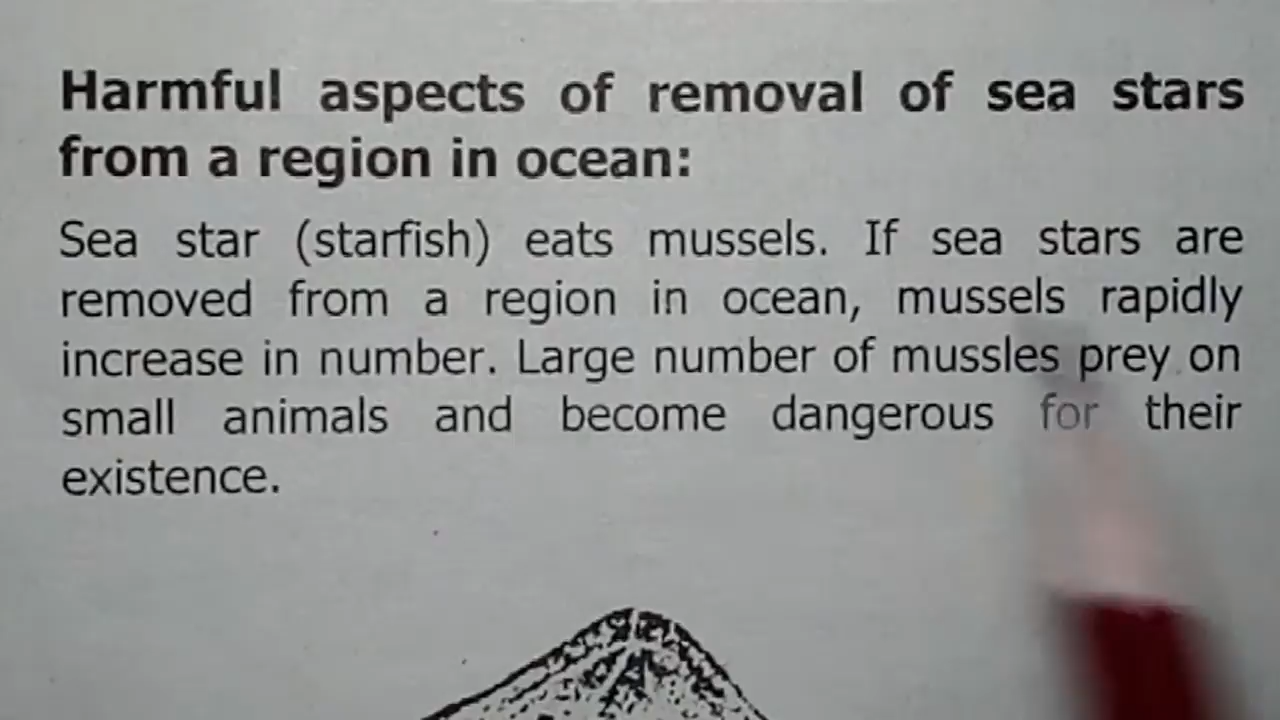 Harmful aspects of removal of sea stars
from a region in ocean:
Sea star (starfish) eats mussels. If sea stars are
removed from a region in ocean, mussels rapidly
increase in number. Large number of mussles prey on
small animals and become dangerous for their
existence.